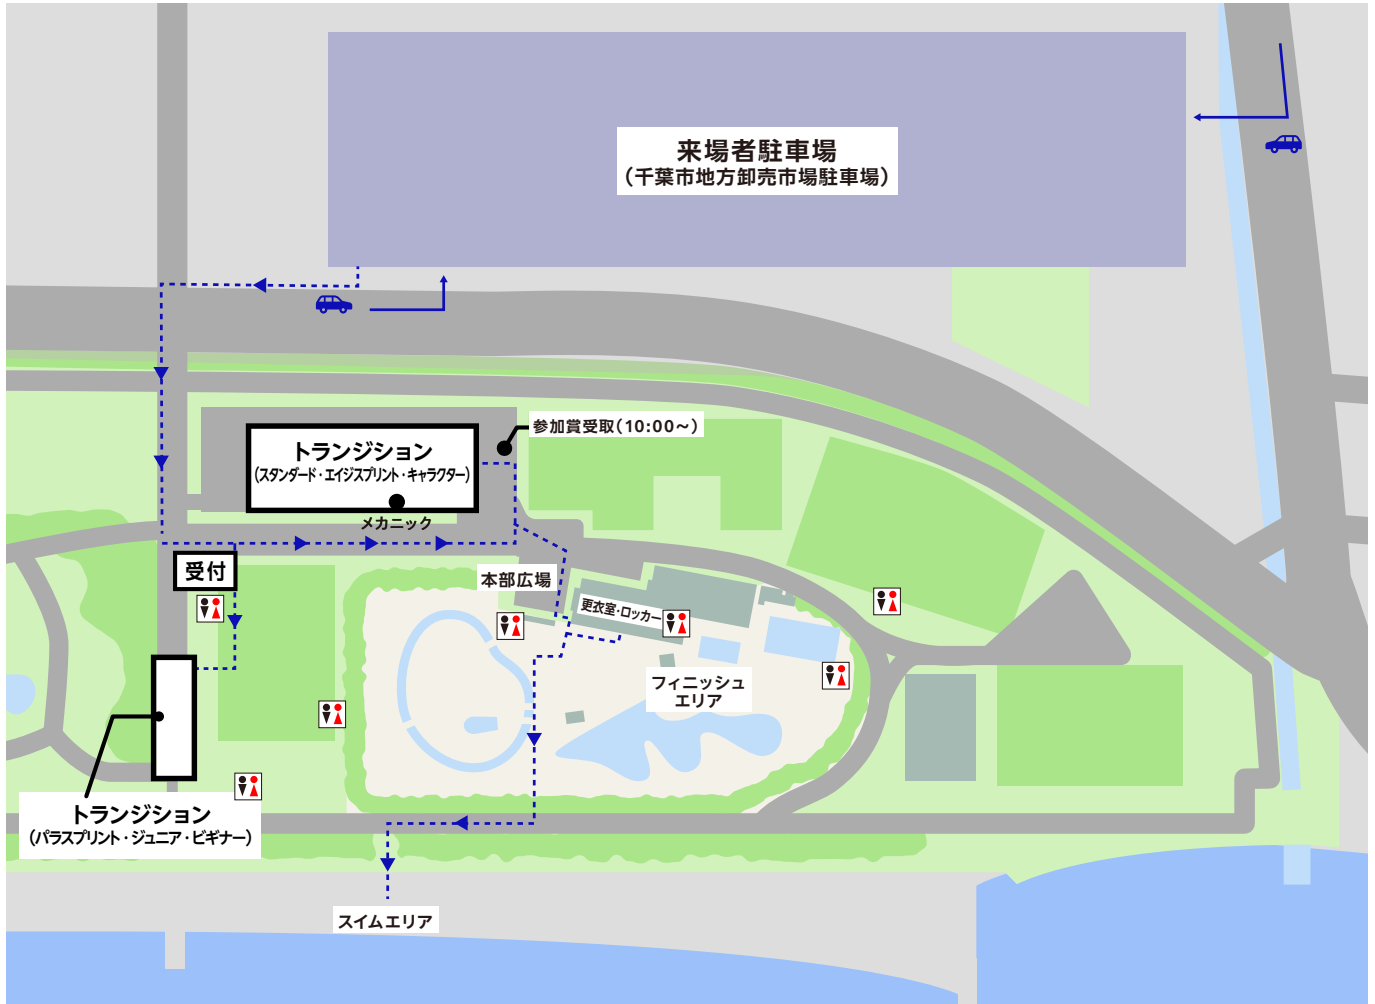 来場者駐車場
（千葉市地方卸売市場駐車場）
参加賞受取（10:00～）
トランジション
（スタンダード・エイジスプリント・キャラクター）
メカニック
受付
本部広場
更衣室・ロッカー
フィニッシュ
エリア
トランジション
（パラスプリント・ジュニア・ビギナー）
スイムエリア